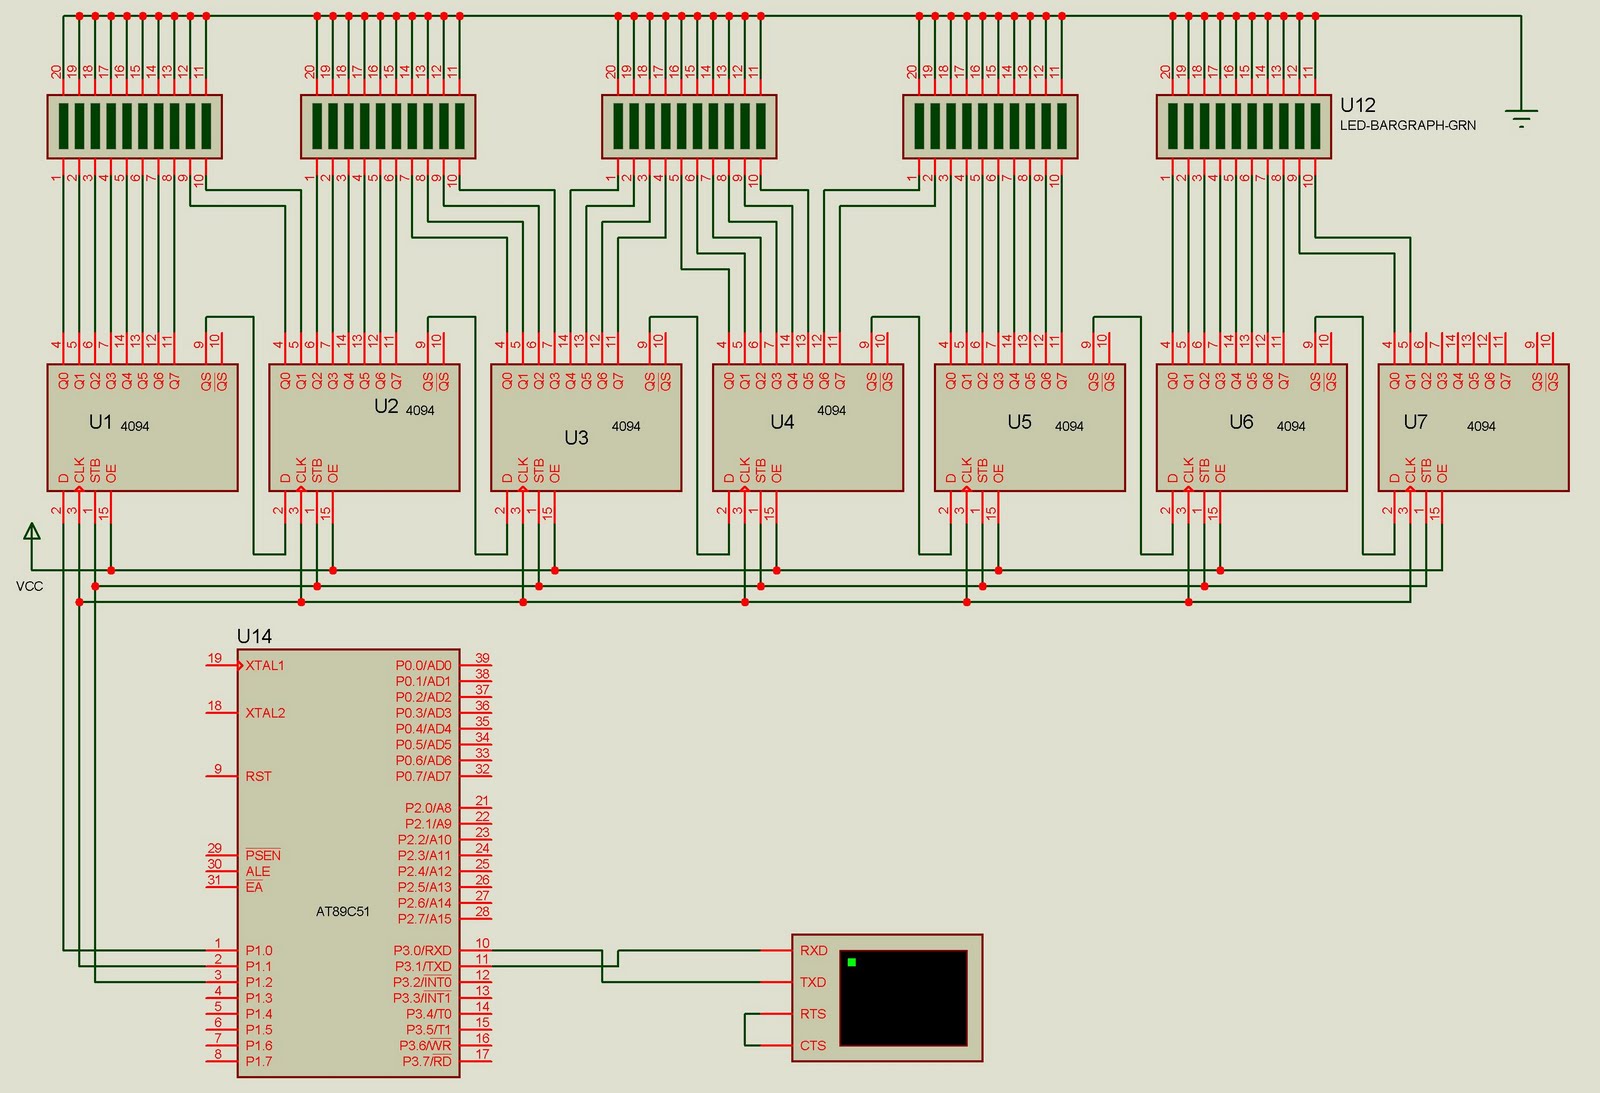 20 19 18 17 16 15 14 13 12 11
20 19 18 17 16 15 14 13 12 11
20 19 18 17 16 15 14 13 12 11
20 19 18 17 16 15 14 13 12 11
20 19 18 17 16 15 14 13 12 11
U12
LED-BARGRAPH-GRN
1 2 3 4 5 6 7 8 9 10
1 2 3 4 5 6 7 8 9 10
1 2 3 4 5 6 7 8 9 10
1 2 3 4 5 6 7 8 9 10
1 2 3 4 5 6 7 8 9 10
4 5 6 7 14 13 12 11 9 10
Q0 Q1 Q2 Q3 Q4 Q5 Q6 Q7 QS QS
U1 4094
D CLK STB OE
2 3 1 15
4 5 6 7 14 13 12 11 9 10
Q0 Q1 Q2 Q3 Q4 Q5 Q6 Q7 QS QS
U2 4094
D CLK STB OE
2 3 1 15
4 5 6 7 14 13 12 11 9 10
Q0 Q1 Q2 Q3 Q4 Q5 Q6 Q7 QS QS
U3 4094
D CLK STB OE
2 3 1 15
4 5 6 7 14 13 12 11 9 10
Q0 Q1 Q2 Q3 Q4 Q5 Q6 Q7 QS QS
U4 4094
D CLK STB OE
2 3 1 15
4 5 6 7 14 13 12 11 9 10
Q0 Q1 Q2 Q3 Q4 Q5 Q6 Q7 QS QS
U5 4094
D CLK STB OE
2 3 1 15
4 5 6 7 14 13 12 11 9 10
Q0 Q1 Q2 Q3 Q4 Q5 Q6 Q7 QS QS
U6 4094
D CLK STB OE
2 3 1 15
4 5 6 7 14 13 12 11 9 10
Q0 Q1 Q2 Q3 Q4 Q5 Q6 Q7 QS QS
U7 4094
D CLK STB OE
2 3 1 15
VCC
U14
19 XTAL1 P0.0/AD0 39
P0.1/AD1 38
P0.2/AD2 37
18 XTAL2 P0.3/AD3 36
P0.4/AD4 35
P0.5/AD5 34
P0.6/AD6 33
9 RST P0.7/AD7 32
P2.0/A8 21
P2.1/A9 22
P2.2/A10 23
29 PSEN P2.3/A11 24
30 ALE P2.4/A12 25
31 EA P2.5/A13 26
P2.6/A14 27
AT89C51
P2.7/A15 28
1 P1.0 P3.0/RXD 10
2 P1.1 P3.1/TXD 11
3 P1.2 P3.2/INT0 12
4 P1.3 P3.3/INT1 13
5 P1.4 P3.4/T0 14
6 P1.5 P3.5/T1 15
7 P1.6 P3.6/WR 16
8 P1.7 P3.7/RD 17
RXD
TXD
RTS
CTS